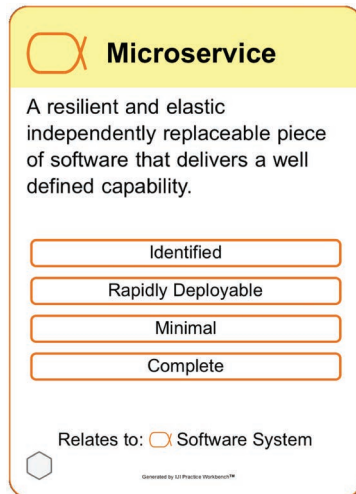 Microservice
A resilient and elastic
independently replaceable piece
of software that delivers a well
defined capability.
Identified
Rapidly Deployable
Minimal
Complete
Relates to: Software System
Generated by IJI Practice Workbench™